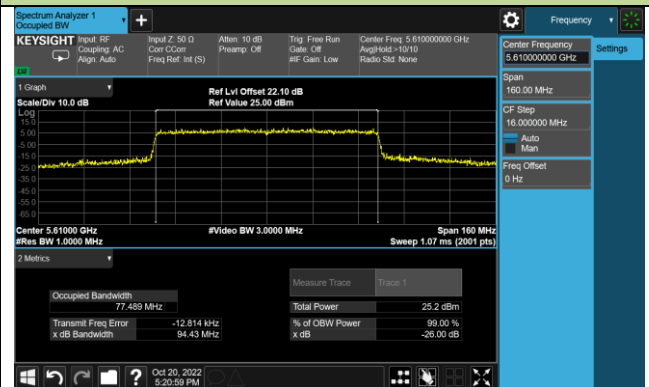 Spectrum Analyzer 1
Occupied BW
Frequency
KEYSIGHT
Input: RF
Coupling: AC
Align: Auto
Input Z: 50 Ω
Corr CCorr
Freq Ref: Int (S)
Atten: 10 dB
Preamp: Off
Trig: Free Run
Gate: Off
#IF Gain: Low
Center Freq: 5.610000000 GHz
Avg|Hold:>10/10
Radio Std: None
Center Frequency
5.610000000 GHz
Settings
Span
160.00 MHz
CF Step
16.000000 MHz
Auto
Man
Freq Offset
0 Hz
1 Graph
Scale/Div 10.0 dB
Ref Lvl Offset 22.10 dB
Ref Value 25.00 dBm
Log
15.0
5.00
-5.00
-15.0
-25.0
-35.0
-45.0
-55.0
-65.0
Center 5.61000 GHz
#Res BW 1.0000 MHz
#Video BW 3.0000 MHz
Span 160 MHz
Sweep 1.07 ms (2001 pts)
2 Metrics
Measure Trace
Trace 1
Occupied Bandwidth
77.489 MHz
Total Power
25.2 dBm
Transmit Freq Error
-12.814 kHz
% of OBW Power
99.00 %
x dB Bandwidth
94.43 MHz
x dB
-26.00 dB
Oct 20, 2022
5:20:59 PM